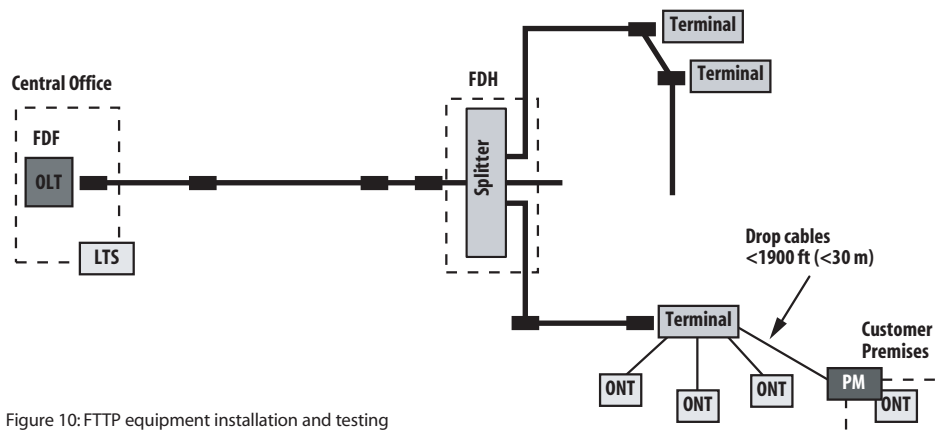 Terminal
Terminal
Central Office
FDH
FDF
OLT
Splitter
LTS
Drop cables
<1900 ft (<30 m)
Terminal
Customer
Premises
ONT
ONT
ONT
PM
ONT
Figure 10: FTTP equipment installation and testing